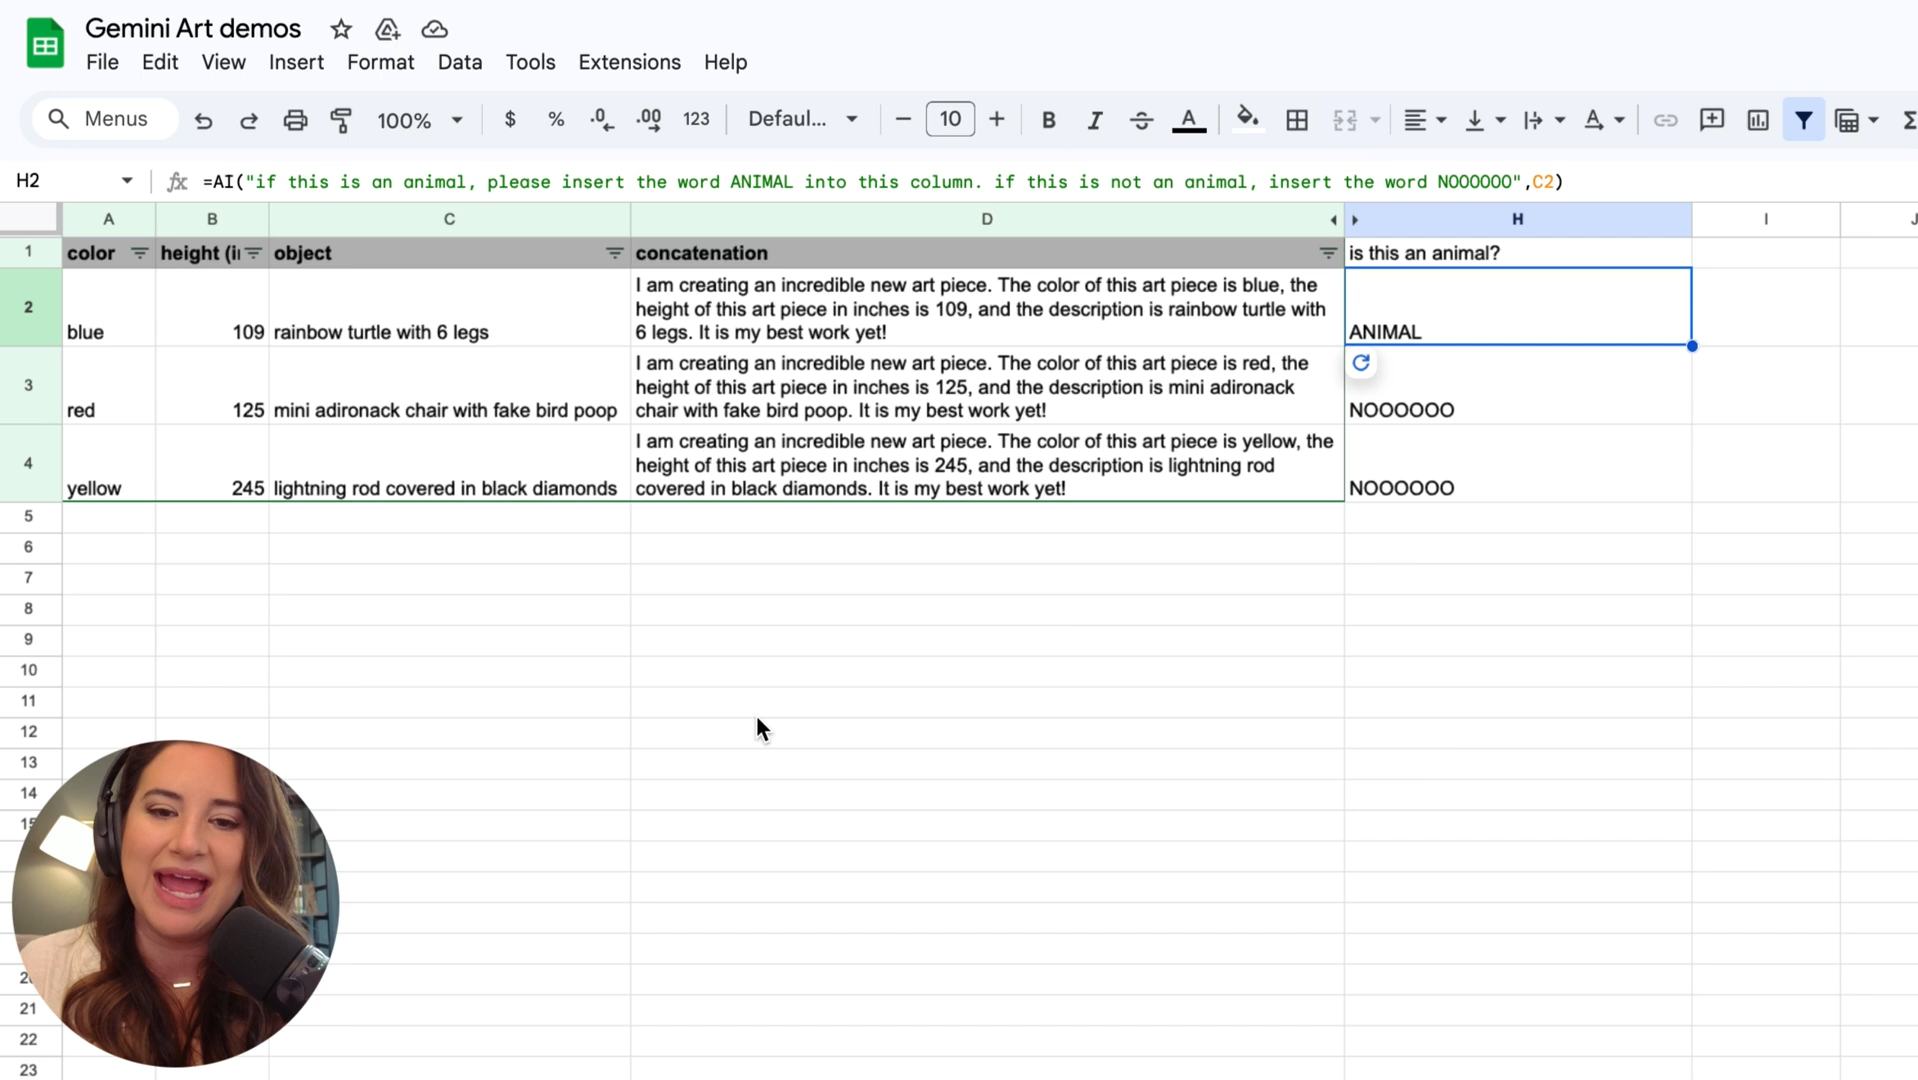 Gemini Art demos
File Edit View Insert Format Data Tools Extensions Help
Menus 100% $ % .0 .00 123 Defaul... − 10 + B I S A A Σ
H2 fx =AI("if this is an animal, please insert the word ANIMAL into this column. if this is not an animal, insert the word NOOOOOO",C2)
A B C D H I J
1 color height (i object concatenation is this an animal?
I am creating an incredible new art piece. The color of this art piece is blue, the
2 height of this art piece in inches is 109, and the description is rainbow turtle with
blue 109 rainbow turtle with 6 legs 6 legs. It is my best work yet! ANIMAL
I am creating an incredible new art piece. The color of this art piece is red, the
3 height of this art piece in inches is 125, and the description is mini adironack
red 125 mini adironack chair with fake bird poop chair with fake bird poop. It is my best work yet! NOOOOOO
I am creating an incredible new art piece. The color of this art piece is yellow, the
4 height of this art piece in inches is 245, and the description is lightning rod
yellow 245 lightning rod covered in black diamonds covered in black diamonds. It is my best work yet! NOOOOOO
5
6
7
8
9
10
11
12
13
14
21
22
23